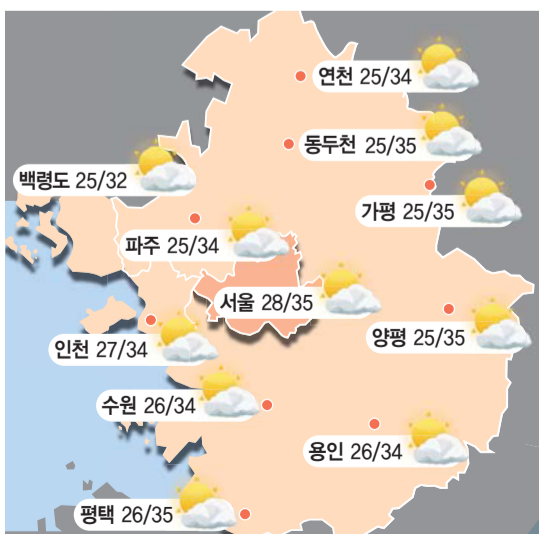 연천 25/34
동두천 25/35
백령도 25/32
가평 25/35
파주 25/34
서울 28/35
양평 25/35
인천 27/34
수원 26/34
용인 26/34
평택 26/35